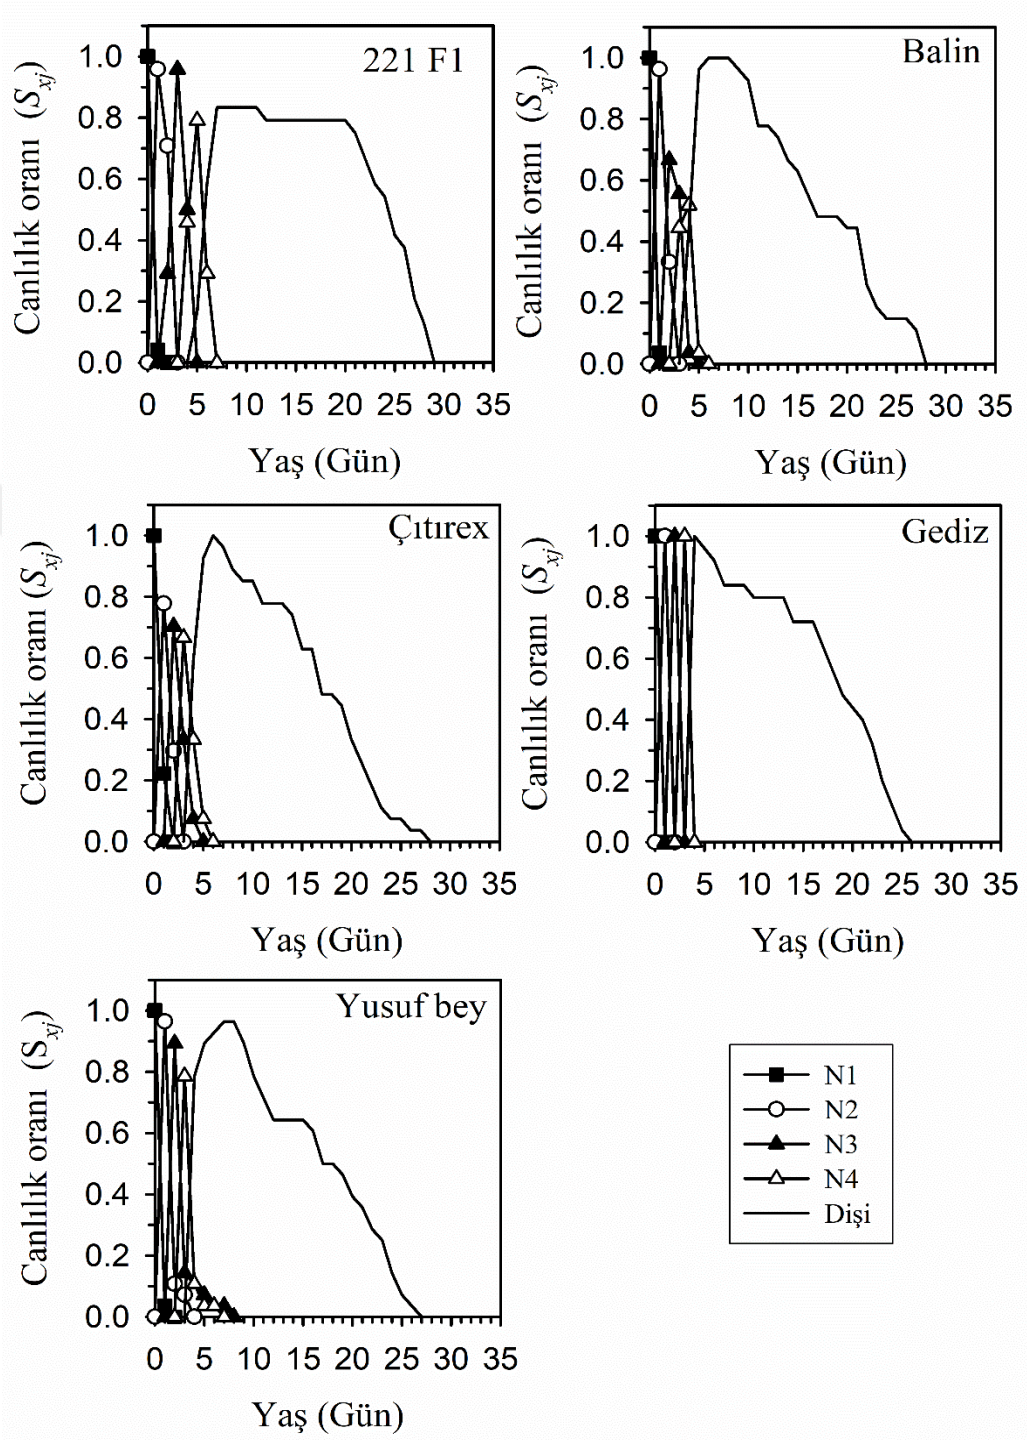 221 F1
Canlılık oranı (Sxj)
1.0
0.8
0.6
0.4
0.2
0.0
0 5 10 15 20 25 30 35
Yaş (Gün)
Balin
Canlılık oranı (Sxj)
1.0
0.8
0.6
0.4
0.2
0.0
0 5 10 15 20 25 30 35
Yaş (Gün)
Çıtırex
Canlılık oranı (Sxj)
1.0
0.8
0.6
0.4
0.2
0.0
0 5 10 15 20 25 30 35
Yaş (Gün)
Gediz
Canlılık oranı (Sxj)
1.0
0.8
0.6
0.4
0.2
0.0
0 5 10 15 20 25 30 35
Yaş (Gün)
Yusuf bey
Canlılık oranı (Sxj)
1.0
0.8
0.6
0.4
0.2
0.0
0 5 10 15 20 25 30 35
Yaş (Gün)
N1
N2
N3
N4
Dişi